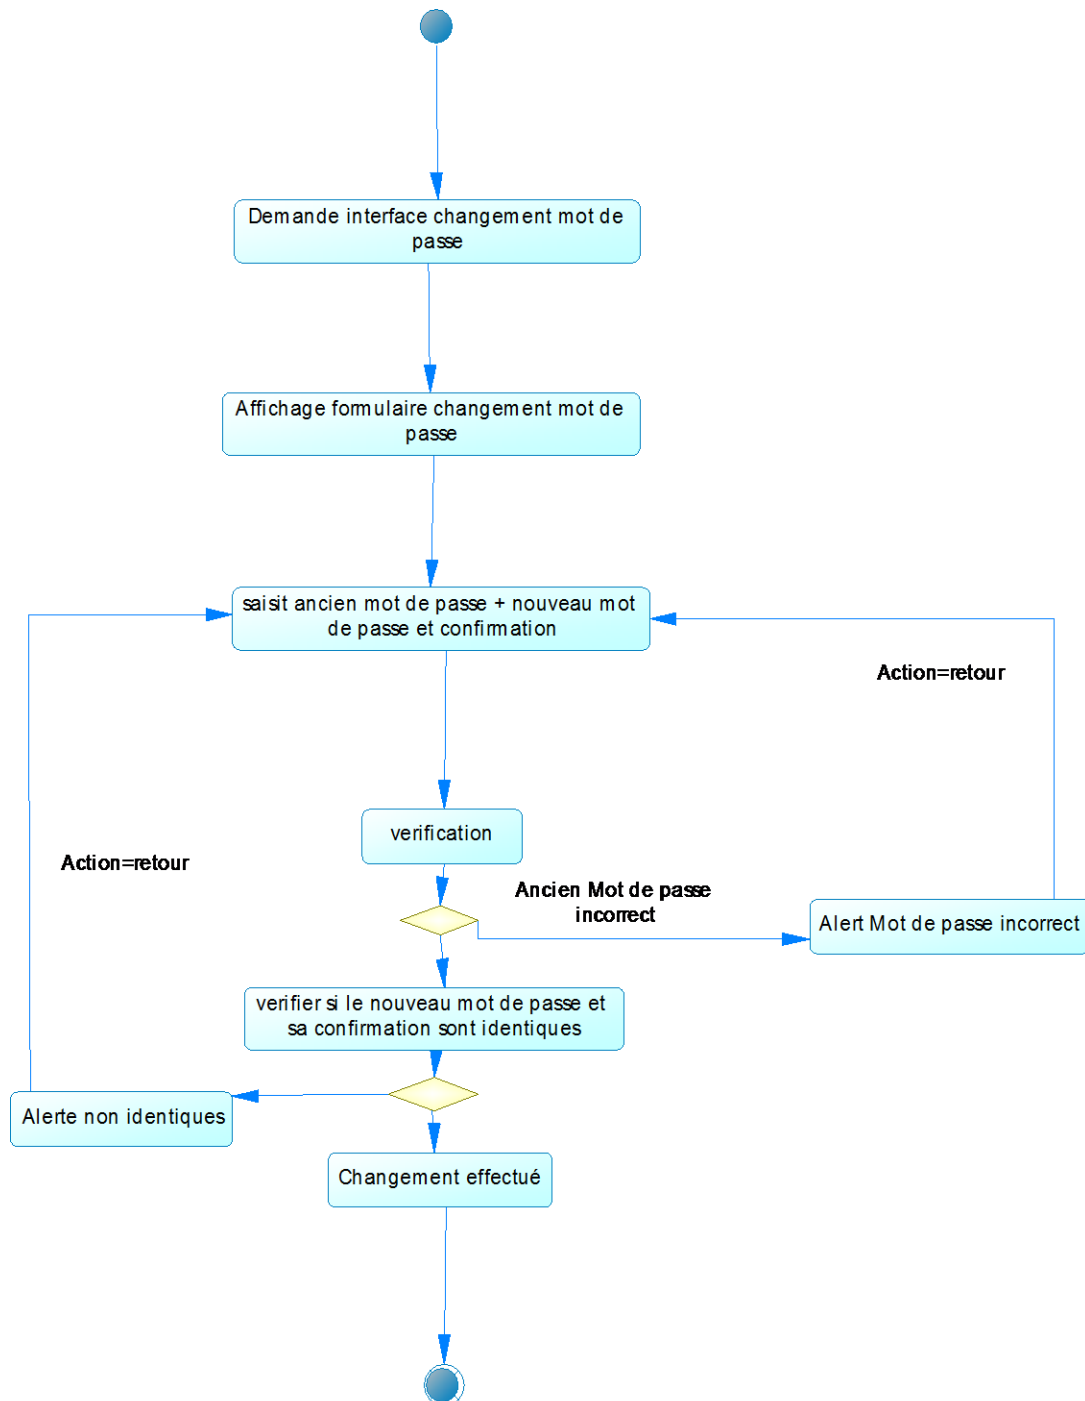 Demande interface changement mot de
passe
Affichage formulaire changement mot de
passe
saisit ancien mot de passe + nouveau mot
de passe et confirmation
Action=retour
verification
Action=retour
Ancien Mot de passe
incorrect
Alert Mot de passe incorrect
verifier si le nouveau mot de passe et
sa confirmation sont identiques
Alerte non identiques
Changement effectué